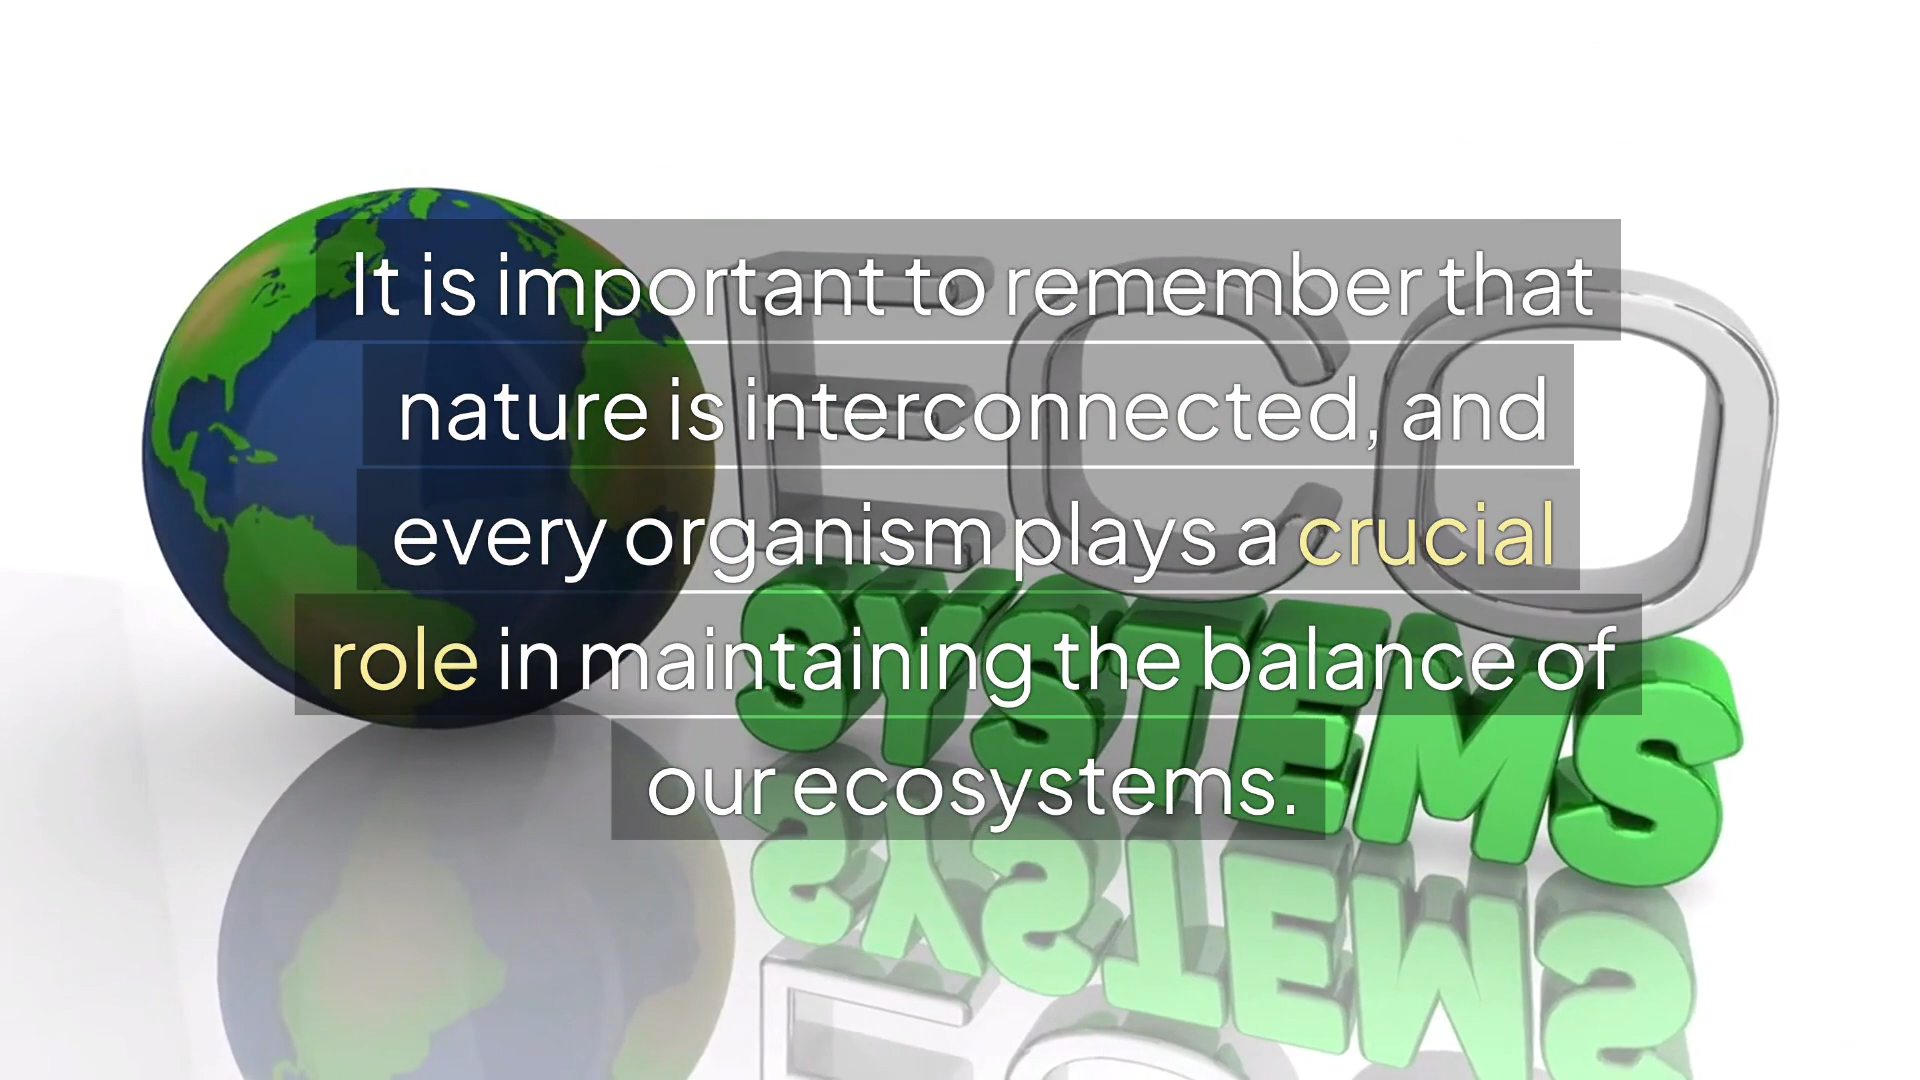 It is important to remember that
nature is interconnected, and
every organism plays a crucial
role in maintaining the balance of
our ecosystems.
ECO
SYSTEMS